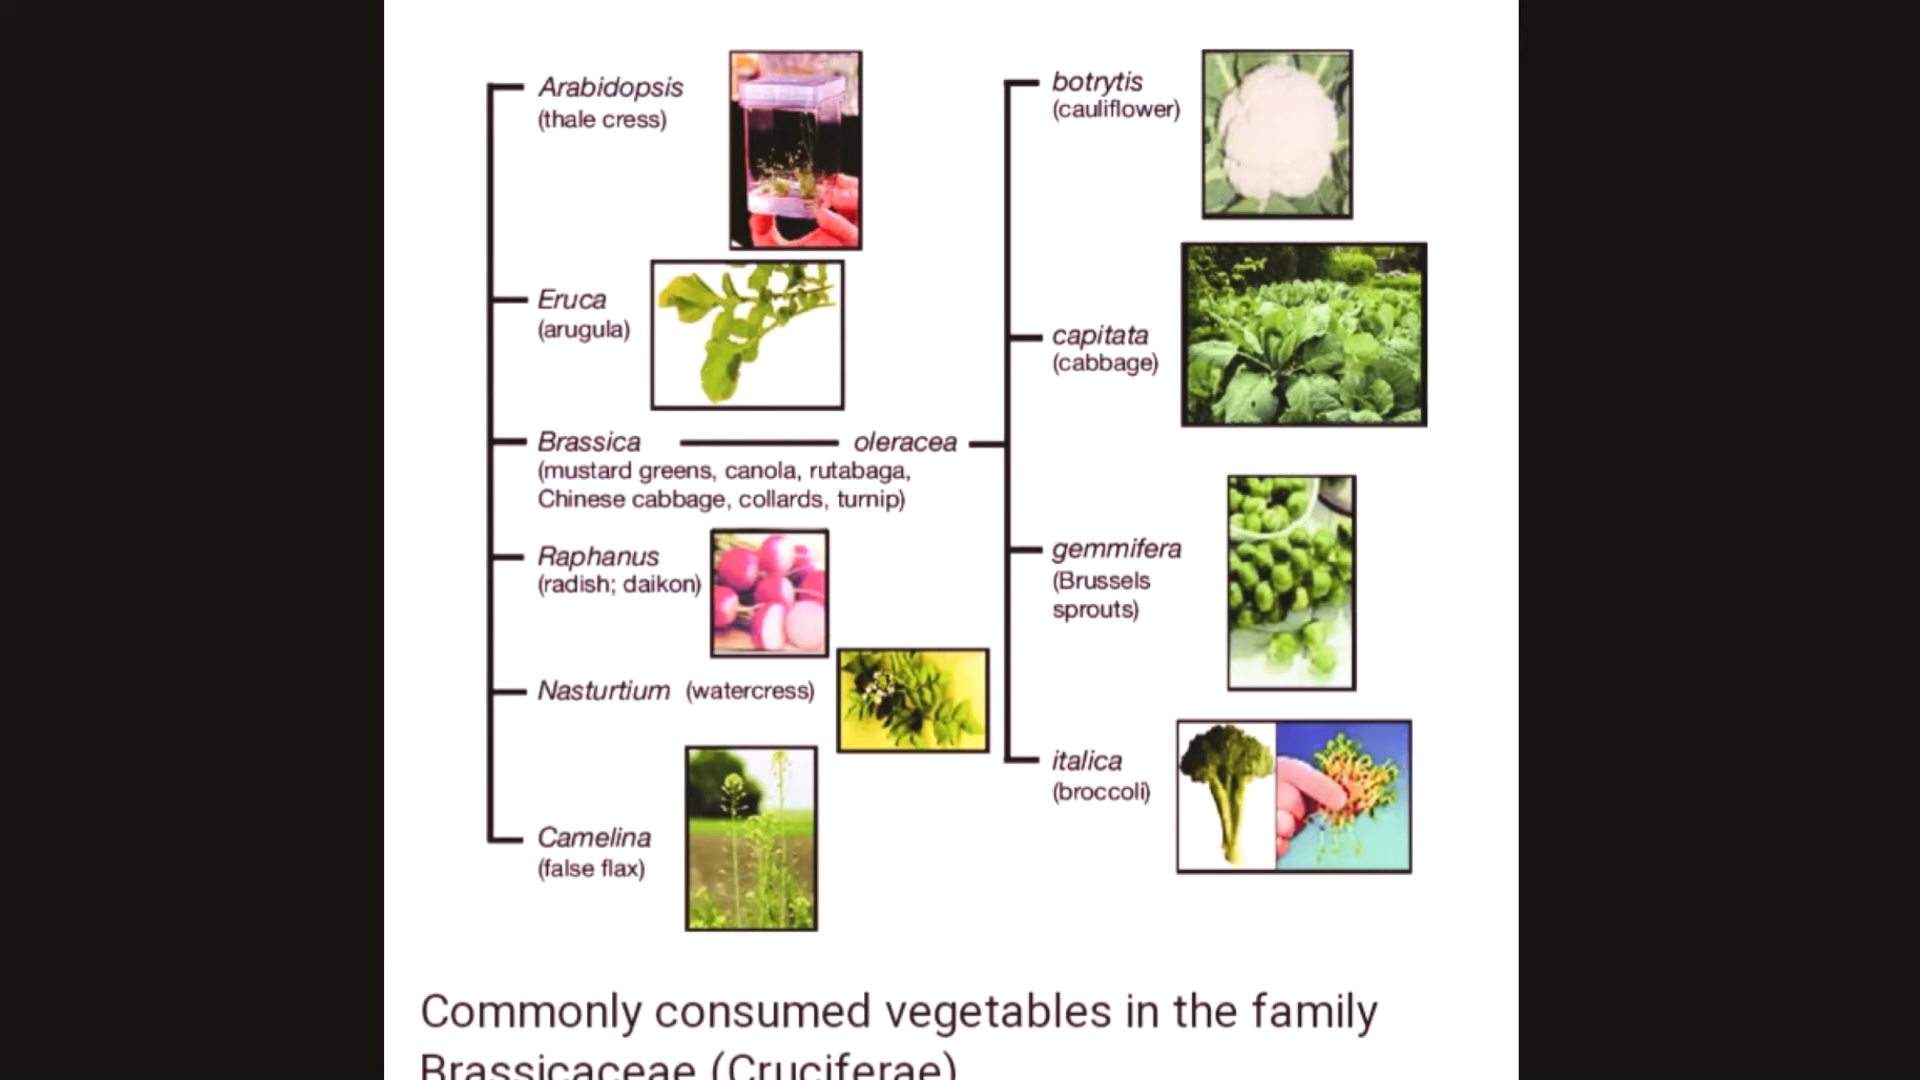 Arabidopsis
(thale cress)
Eruca
(arugula)
Brassica oleracea
(mustard greens, canola, rutabaga,
Chinese cabbage, collards, turnip)
Raphanus
(radish; daikon)
Nasturtium (watercress)
Camelina
(false flax)
botrytis
(cauliflower)
capitata
(cabbage)
gemmifera
(Brussels
sprouts)
italica
(broccoli)
Commonly consumed vegetables in the family
Brassicaceae (Cruciferae)